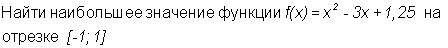 Найти наибольшее значение функции f(x) = x² - 3x + 1,25 на
отрезке [-1; 1]